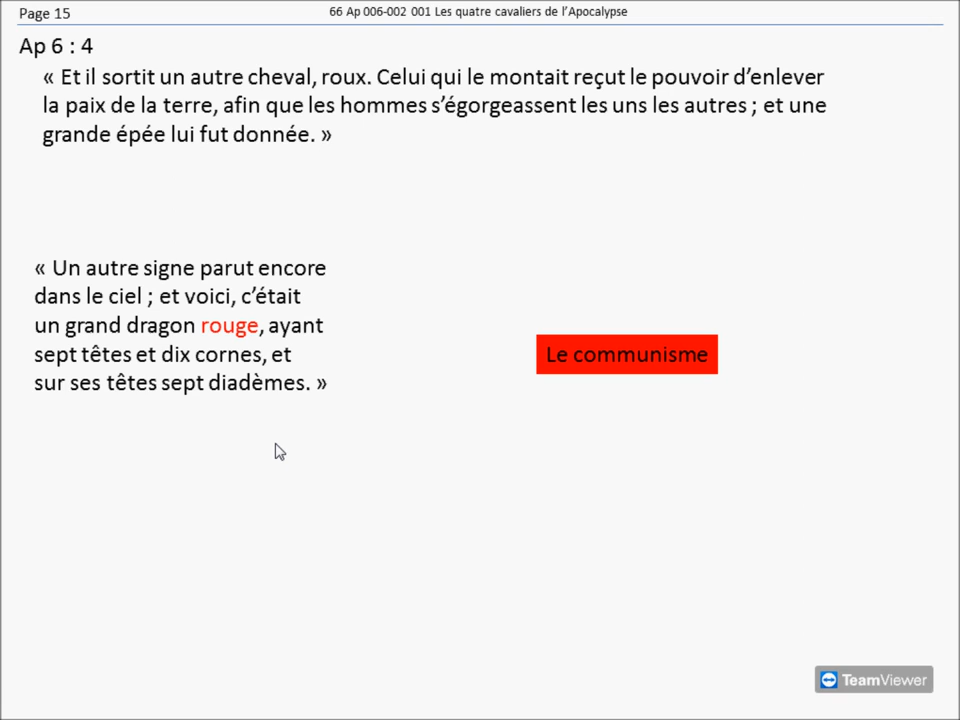 Page 15
66 Ap 006-002 001 Les quatre cavaliers de l’Apocalypse
Ap 6 : 4
« Et il sortit un autre cheval, roux. Celui qui le montait reçut le pouvoir d’enlever
la paix de la terre, afin que les hommes s’égorgeassent les uns les autres ; et une
grande épée lui fut donnée. »
« Un autre signe parut encore
dans le ciel ; et voici, c’était
un grand dragon rouge, ayant
sept têtes et dix cornes, et
sur ses têtes sept diadèmes. »
Le communisme
TeamViewer